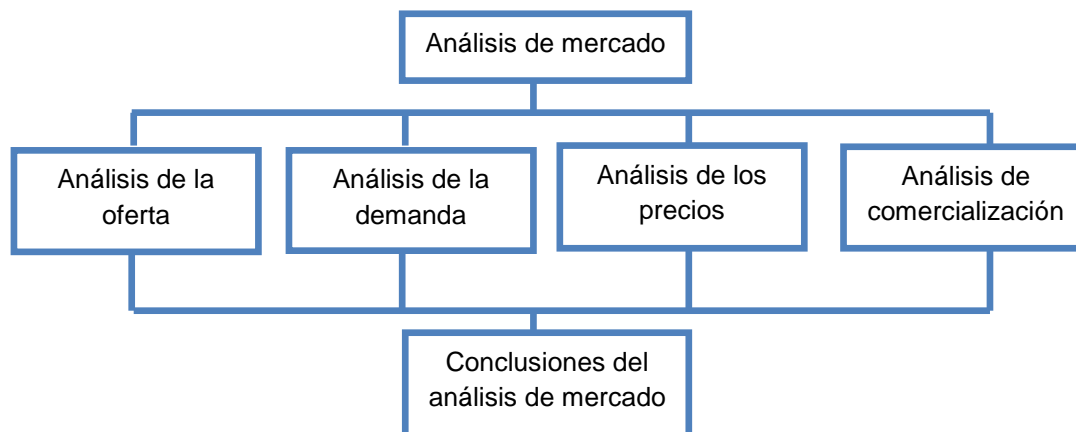 Análisis de mercado
Análisis de la
oferta
Análisis de la
demanda
Análisis de los
precios
Análisis de
comercialización
Conclusiones del
análisis de mercado